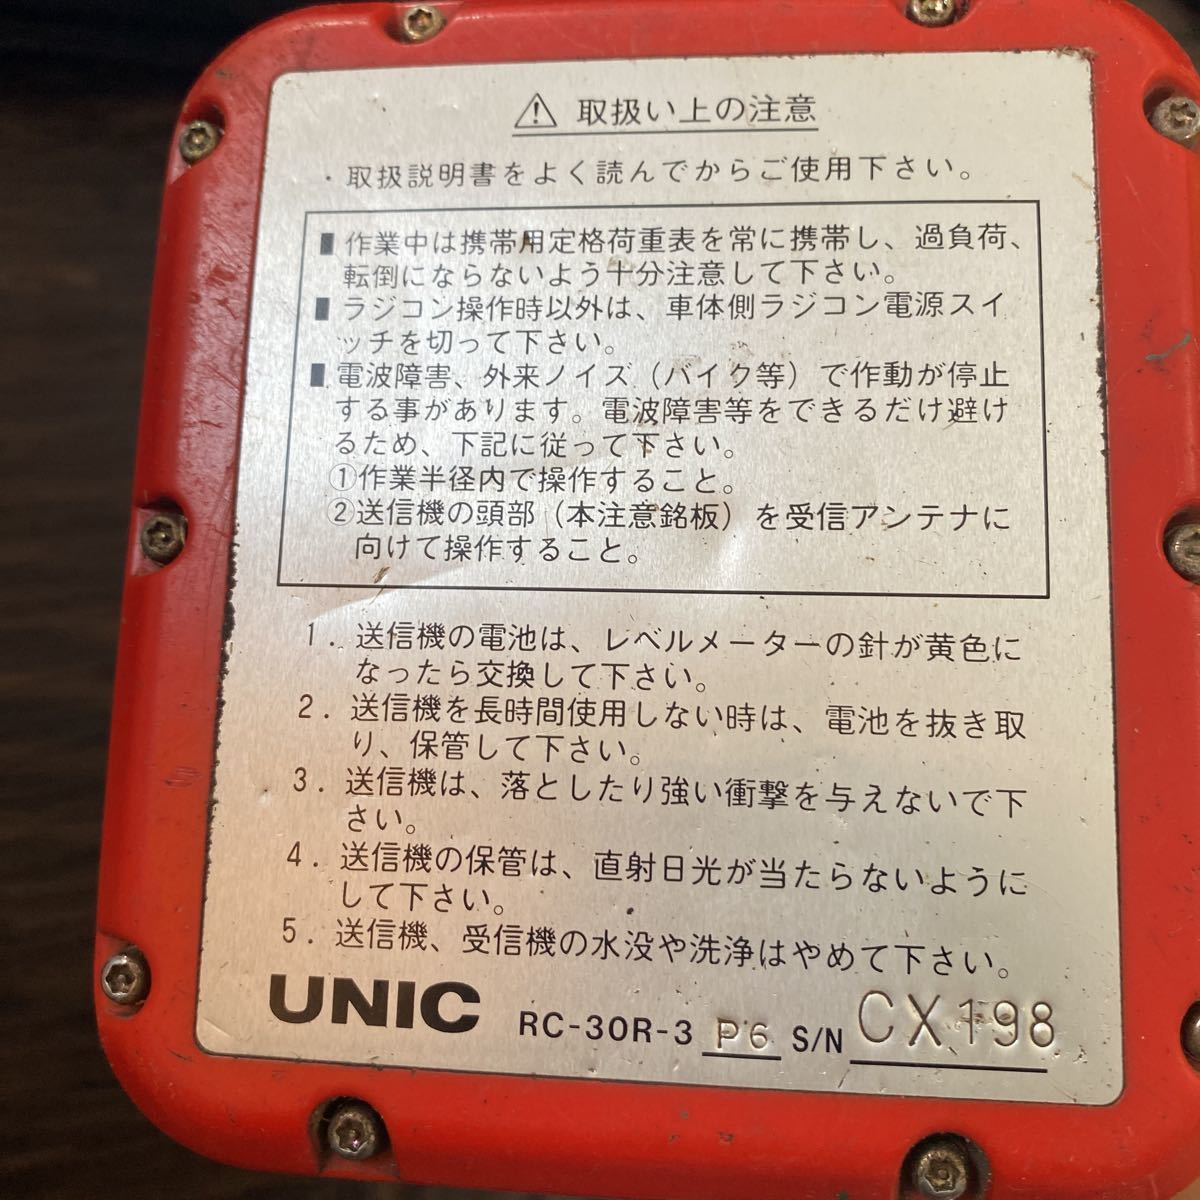 ⚠ 取扱い上の注意
・取扱説明書をよく読んでからご使用下さい。
■作業中は携帯用定格荷重表を常に携帯し、過負荷、
転倒にならないよう十分注意して下さい。
■ラジコン操作時以外は、車体側ラジコン電源スイ
ッチを切って下さい。
■電波障害、外来ノイズ（バイク等）で作動が停止
する事があります。電波障害等をできるだけ避け
るため、下記に従って下さい。
①作業半径内で操作すること。
②送信機の頭部（本注意銘板）を受信アンテナに
向けて操作すること。
1．送信機の電池は、レベルメーターの針が黄色に
なったら交換して下さい。
2．送信機を長時間使用しない時は、電池を抜き取
り、保管して下さい。
3．送信機は、落としたり強い衝撃を与えないで下
さい。
4．送信機の保管は、直射日光が当たらないように
して下さい。
5．送信機、受信機の水没や洗浄はやめて下さい。
UNIC RC-30R-3 P6 S/N CX198